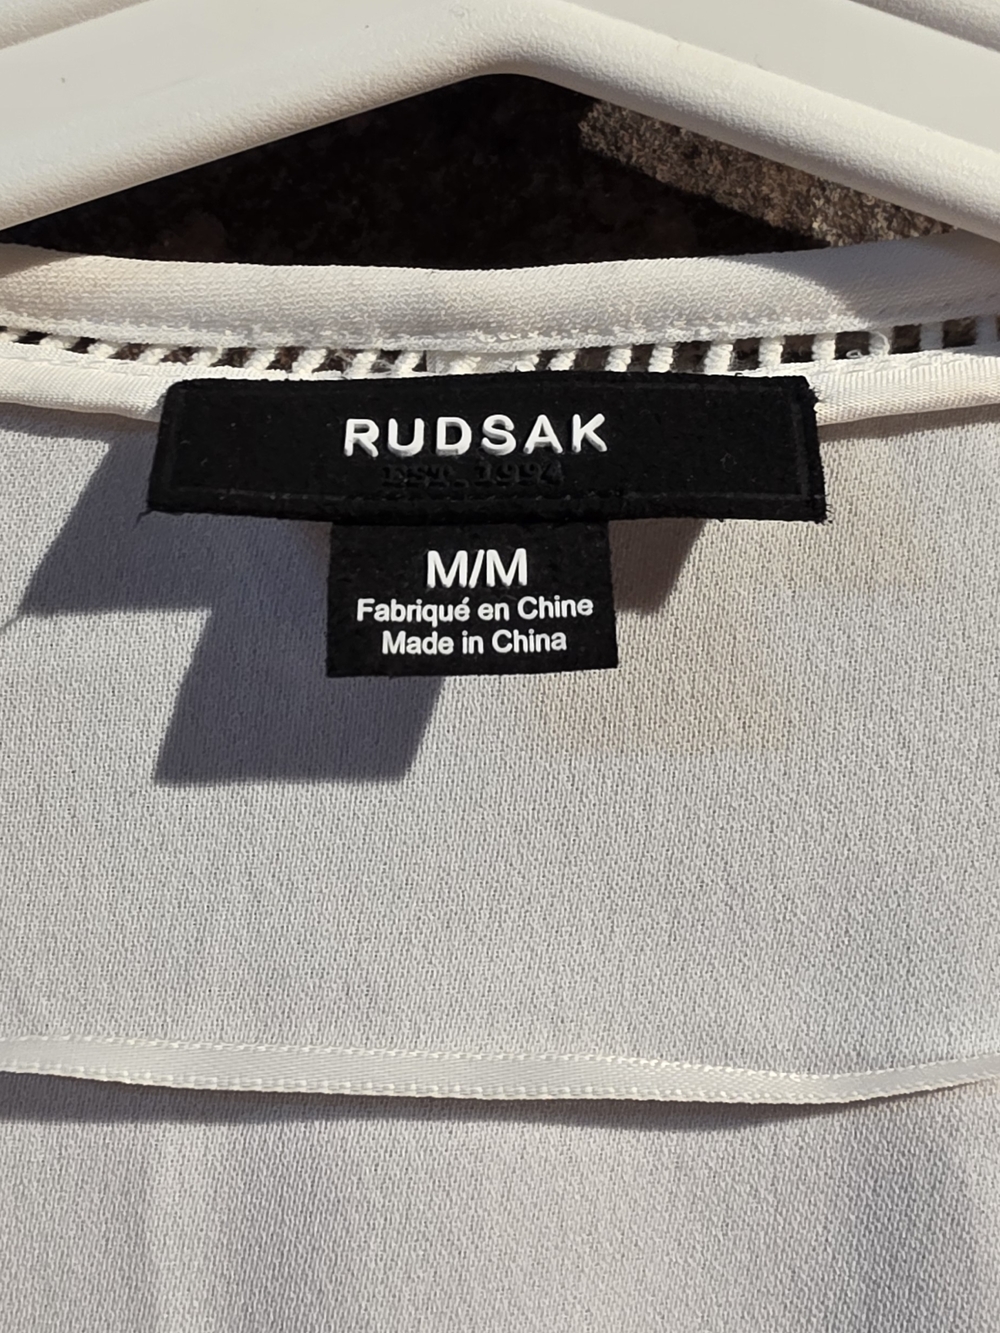 RUDSAK
EST. 1994
M/M
Fabriqué en Chine
Made in China